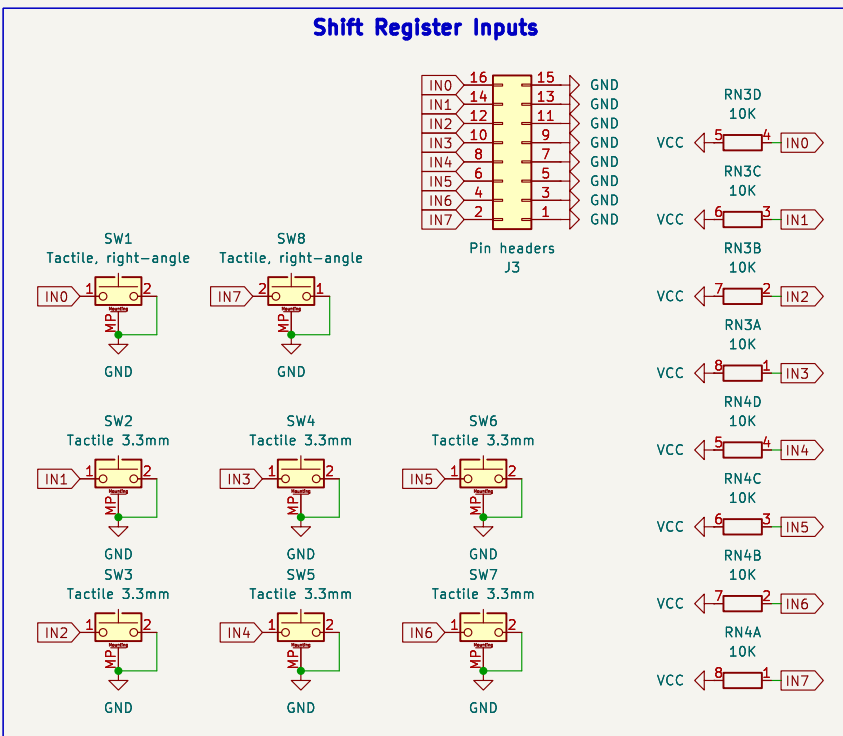 Shift Register Inputs
IN0 16 15 GND
IN1 14 13 GND
IN2 12 11 GND
IN3 10 9 GND
IN4 8 7 GND
IN5 6 5 GND
IN6 4 3 GND
IN7 2 1 GND
Pin headers
J3
RN3D
10K
VCC 5 4 IN0
RN3C
10K
VCC 6 3 IN1
RN3B
10K
VCC 7 2 IN2
RN3A
10K
VCC 8 1 IN3
RN4D
10K
VCC 5 4 IN4
RN4C
10K
VCC 6 3 IN5
RN4B
10K
VCC 7 2 IN6
RN4A
10K
VCC 8 1 IN7
SW1
Tactile, right-angle
IN0 1 2
Mounting
MP
GND
SW8
Tactile, right-angle
IN7 2 1
Mounting
MP
GND
SW2
Tactile 3.3mm
IN1 1 2
Mounting
MP
GND
SW4
Tactile 3.3mm
IN3 1 2
Mounting
MP
GND
SW6
Tactile 3.3mm
IN5 1 2
Mounting
MP
GND
SW3
Tactile 3.3mm
IN2 1 2
Mounting
MP
GND
SW5
Tactile 3.3mm
IN4 1 2
Mounting
MP
GND
SW7
Tactile 3.3mm
IN6 1 2
Mounting
MP
GND